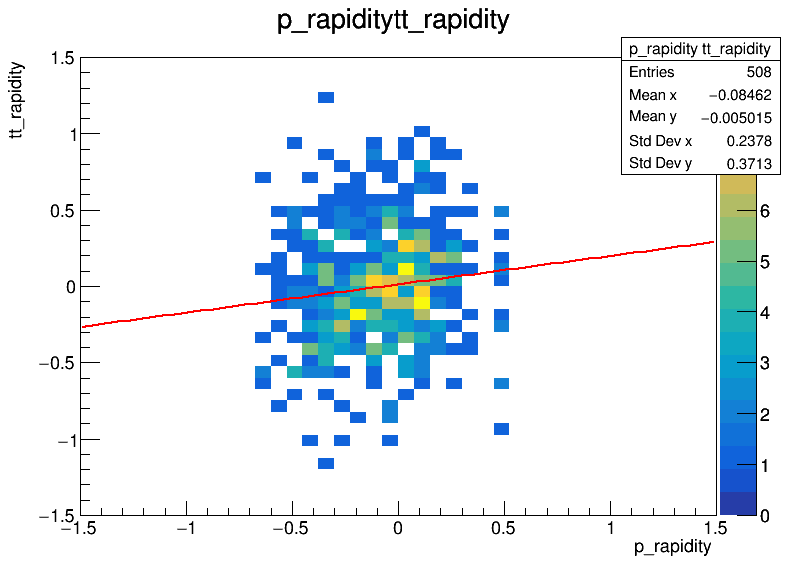 p_rapiditytt_rapidity
p_rapidity tt_rapidity
Entries 508
Mean x −0.08462
Mean y −0.005015
Std Dev x 0.2378
Std Dev y 0.3713
tt_rapidity
1.5
1
0.5
0
−0.5
−1
−1.5
−1.5 −1 −0.5 0 0.5 1 1.5
p_rapidity
6
5
4
3
2
1
0